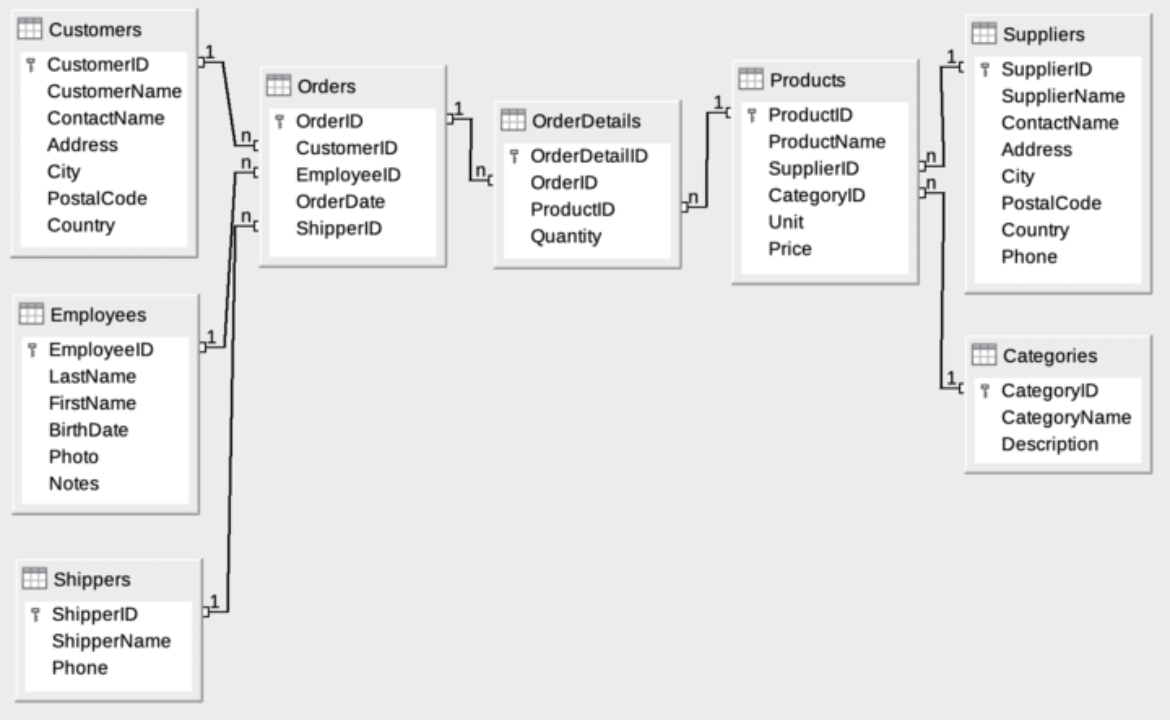 Customers
CustomerID
CustomerName
ContactName
Address
City
PostalCode
Country
1
n
n
n
Orders
OrderID
CustomerID
EmployeeID
OrderDate
ShipperID
1
n
OrderDetails
OrderDetailID
OrderID
ProductID
Quantity
n
1
Products
ProductID
ProductName
SupplierID
CategoryID
Unit
Price
n
n
1
Suppliers
SupplierID
SupplierName
ContactName
Address
City
PostalCode
Country
Phone
Employees
EmployeeID
LastName
FirstName
BirthDate
Photo
Notes
1
1
Categories
CategoryID
CategoryName
Description
Shippers
ShipperID
ShipperName
Phone
1